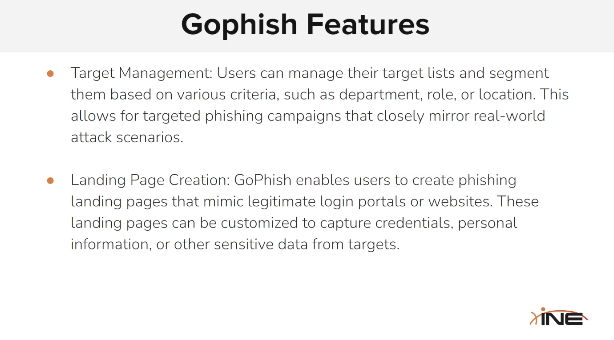 Gophish Features
● Target Management: Users can manage their target lists and segment
them based on various criteria, such as department, role, or location. This
allows for targeted phishing campaigns that closely mirror real-world
attack scenarios.
● Landing Page Creation: GoPhish enables users to create phishing
landing pages that mimic legitimate login portals or websites. These
landing pages can be customized to capture credentials, personal
information, or other sensitive data from targets.
INE